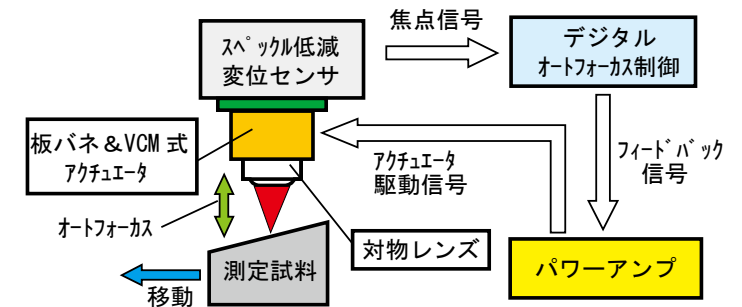 スペックル低減
変位センサ
焦点信号
デジタル
オートフォーカス制御
板バネ&VCM式
アクチュエータ
アクチュエータ
駆動信号
フィードバック
信号
オートフォーカス
測定試料
対物レンズ
パワーアンプ
移動